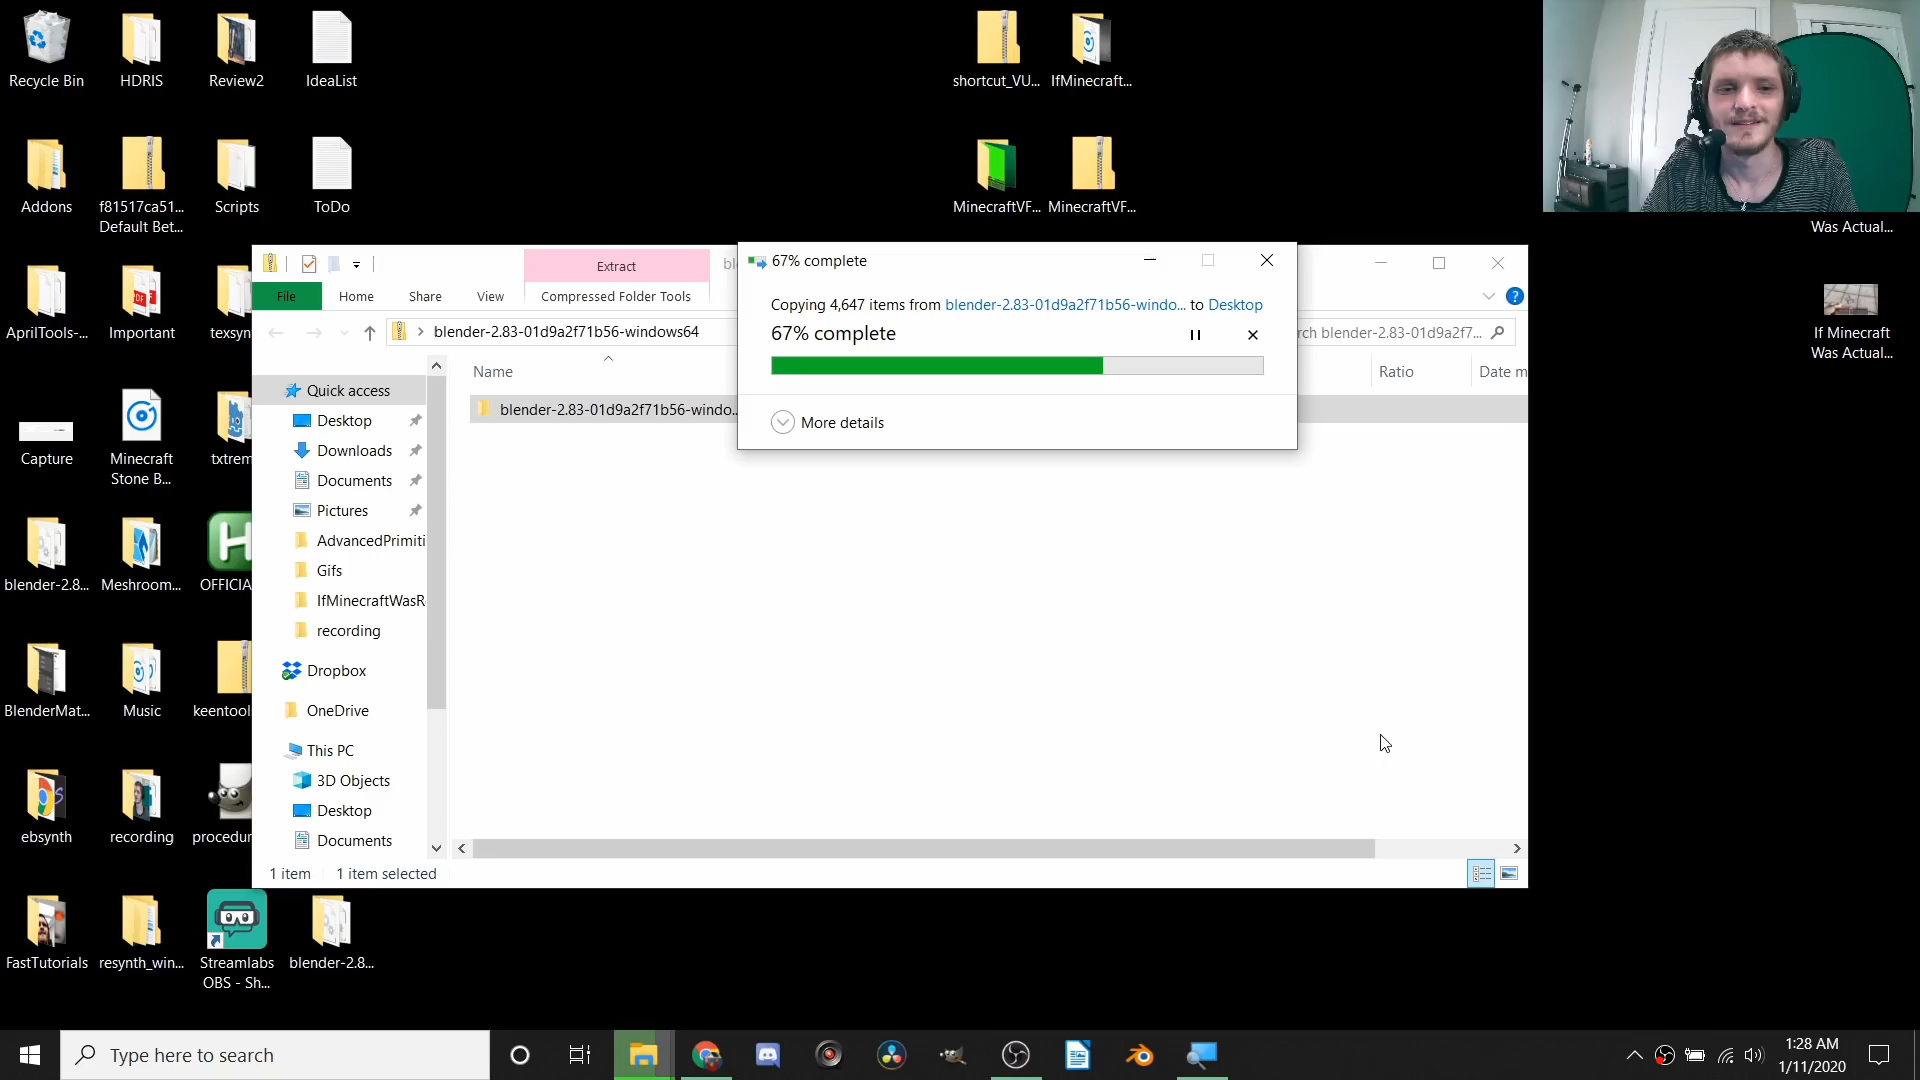 Recycle Bin
HDRIS
Review2
IdeaList
shortcut_VU...
IfMinecraft...
Addons
f81517ca51...
Default Bet...
Scripts
ToDo
MinecraftVF...
MinecraftVF...
Was Actual...
AprilTools-...
Important
texsyn
If Minecraft
Was Actual...
Capture
Minecraft
Stone B...
txtrem
blender-2.8...
Meshroom...
OFFICIA
BlenderMat...
Music
keentool
ebsynth
recording
procedur
FastTutorials
resynth_win...
Streamlabs
OBS - Sh...
blender-2.8...
Extract
ble
File
Home
Share
View
Compressed Folder Tools
blender-2.83-01d9a2f71b56-windows64
rch blender-2.83-01d9a2f7...
Name
Ratio
Date m
blender-2.83-01d9a2f71b56-windo...
Quick access
Desktop
Downloads
Documents
Pictures
AdvancedPrimiti
Gifs
IfMinecraftWasR
recording
Dropbox
OneDrive
This PC
3D Objects
Desktop
Documents
1 item
1 item selected
67% complete
Copying 4,647 items from blender-2.83-01d9a2f71b56-windo... to Desktop
67% complete
More details
Type here to search
1:28 AM
1/11/2020